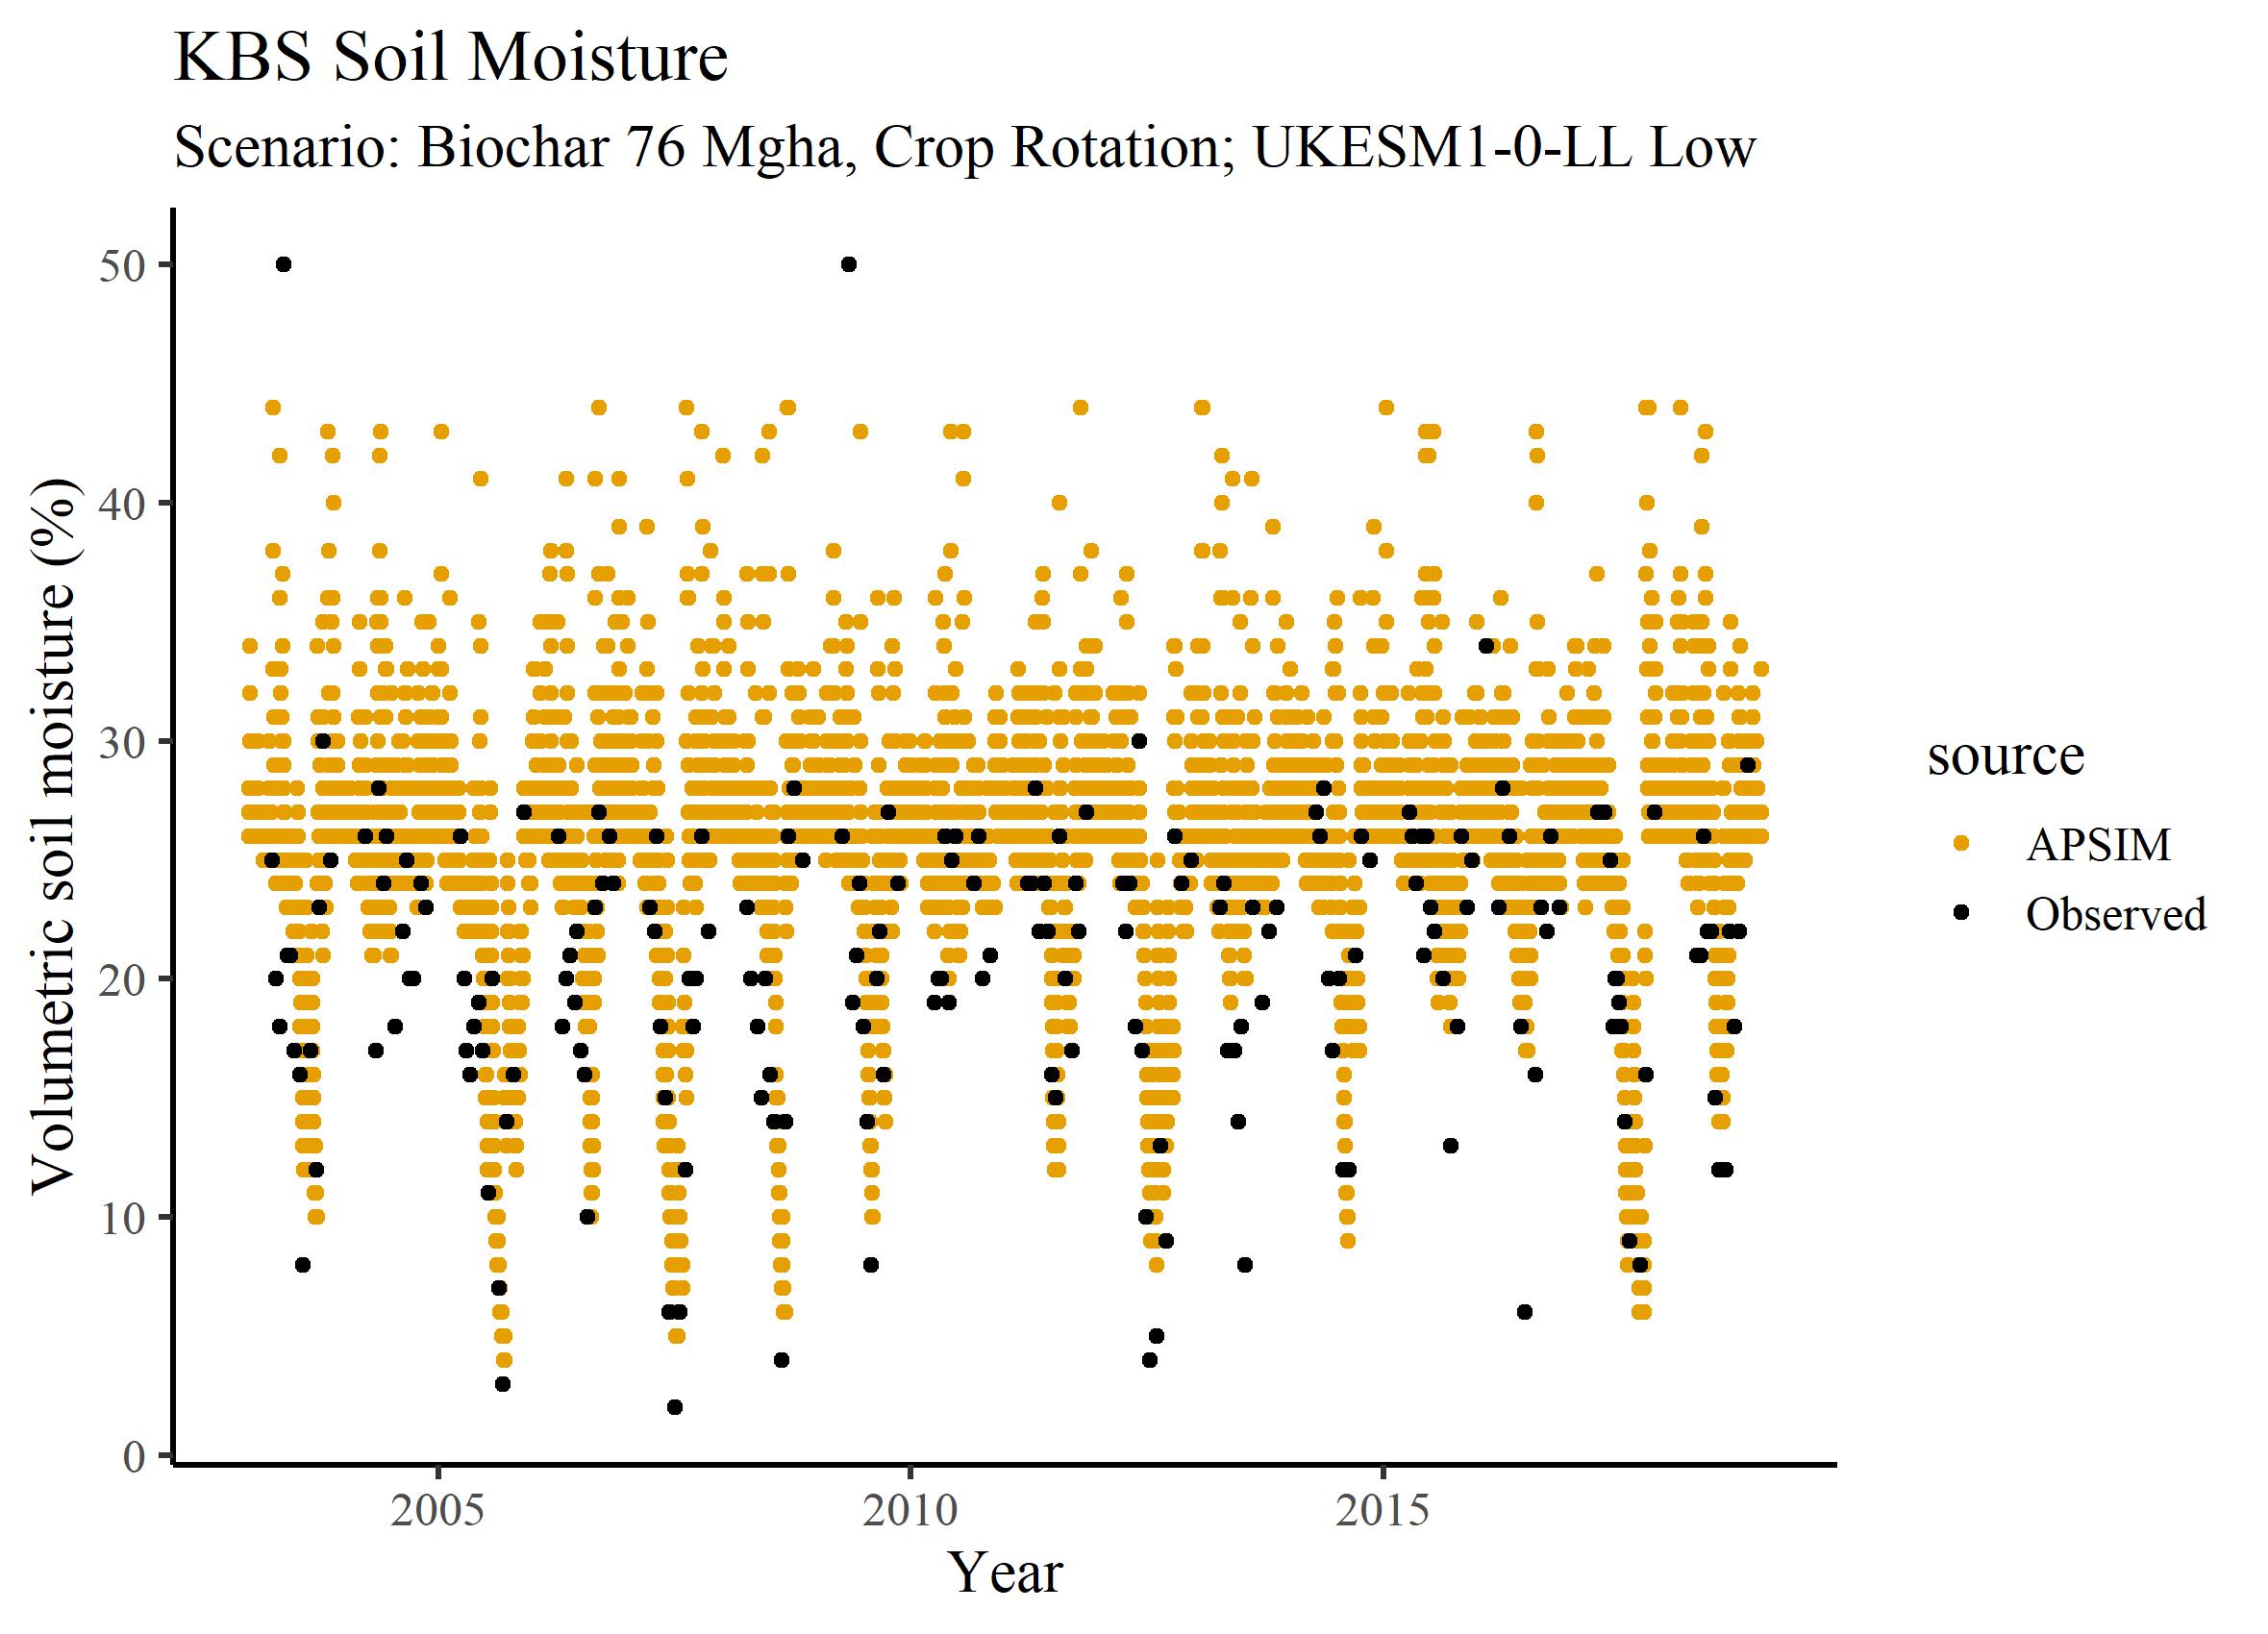 KBS Soil Moisture
Scenario: Biochar 76 Mgha, Crop Rotation; UKESM1-0-LL Low
Volumetric soil moisture (%)
50
40
30
20
10
0
2005
2010
2015
Year
source
APSIM
Observed